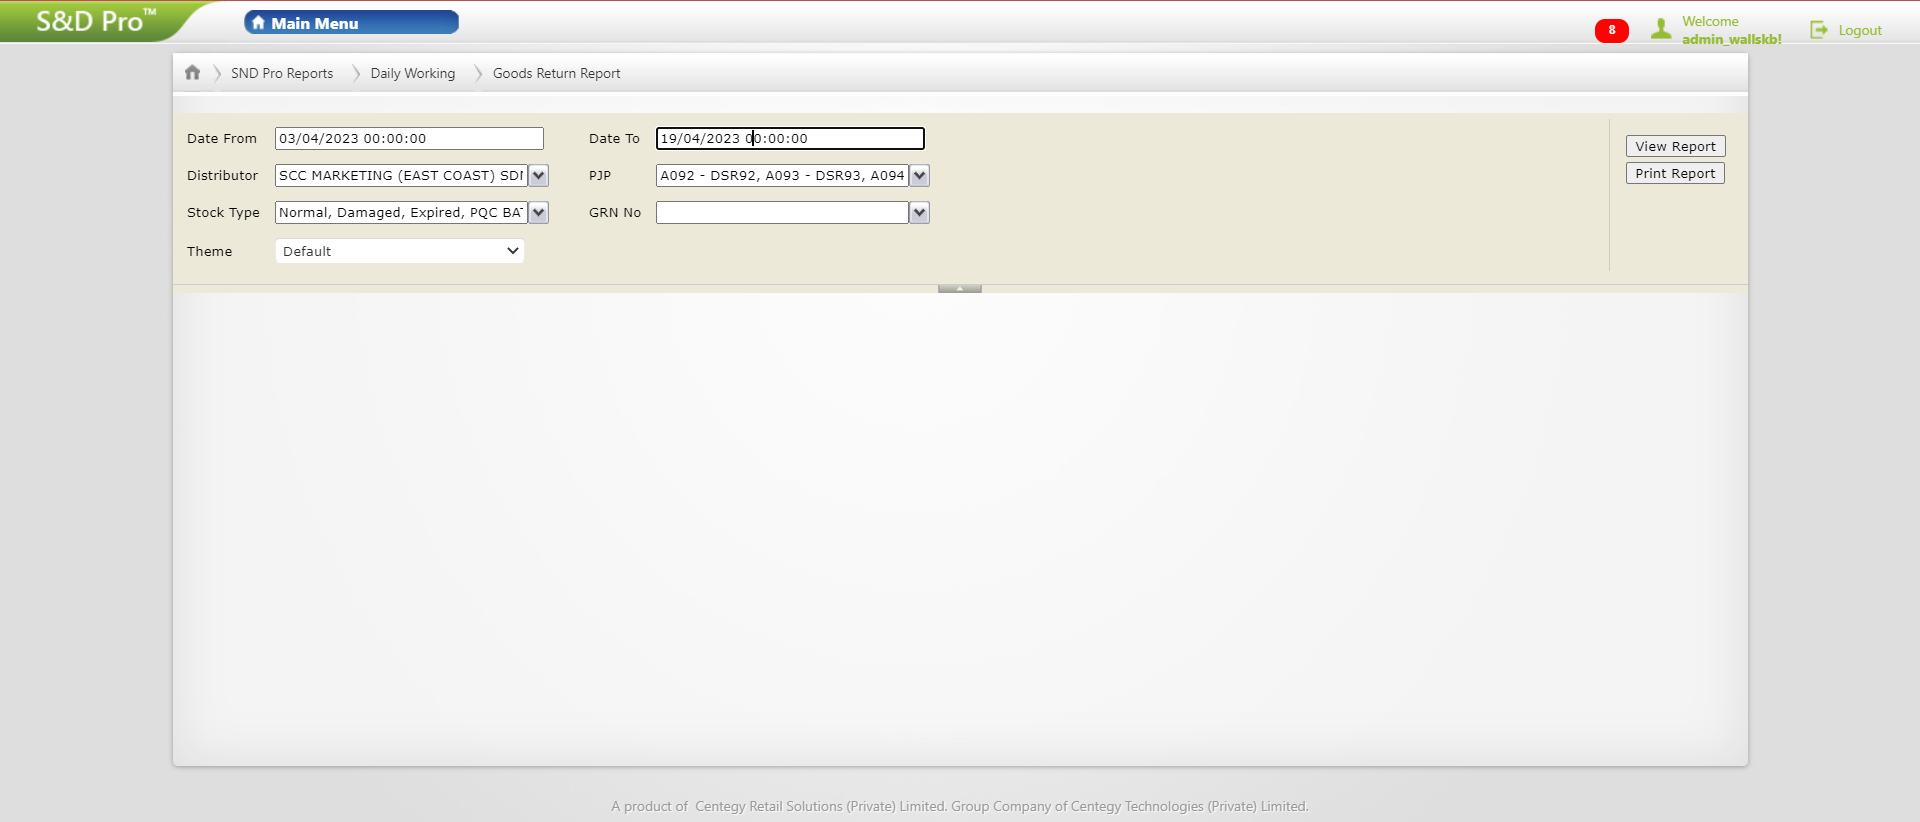 S&D Pro™
Main Menu
8
Welcome
admin_wallskb!
Logout
SND Pro Reports
Daily Working
Goods Return Report
Date From
03/04/2023 00:00:00
Date To
19/04/2023 00:00:00
View Report
Distributor
SCC MARKETING (EAST COAST)
PJP
A092 - DSR92, A093 - DSR93, A094
Print Report
Stock Type
Normal, Damaged, Expired, PQC
GRN No
Theme
Default
A product of Centegy Retail Solutions (Private) Limited. Group Company of Centegy Technologies (Private) Limited.